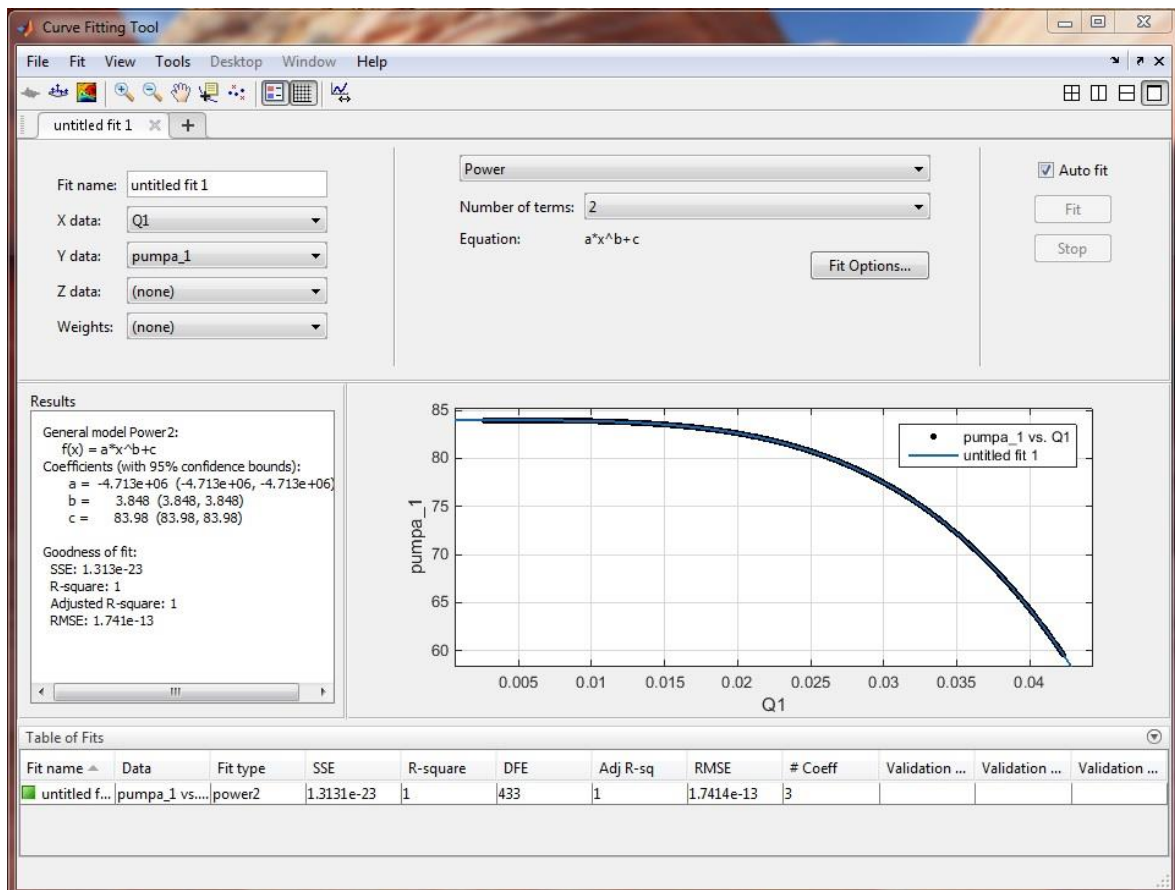 Curve Fitting Tool
File Fit View Tools Desktop Window Help
untitled fit 1
Fit name: untitled fit 1
X data: Q1
Y data: pumpa_1
Z data: (none)
Weights: (none)
Power
Number of terms: 2
Equation: a*x^b+c
Fit Options...
Auto fit
Fit
Stop
Results
General model Power2:
f(x) = a*x^b+c
Coefficients (with 95% confidence bounds):
a = -4.713e+06 (-4.713e+06, -4.713e+06)
b = 3.848 (3.848, 3.848)
c = 83.98 (83.98, 83.98)
Goodness of fit:
SSE: 1.313e-23
R-square: 1
Adjusted R-square: 1
RMSE: 1.741e-13
85
80
75
70
65
60
pumpa_1
pumpa_1 vs. Q1
untitled fit 1
0.005 0.01 0.015 0.02 0.025 0.03 0.035 0.04
Q1
Table of Fits
Fit name Data Fit type SSE R-square DFE Adj R-sq RMSE # Coeff Validation ... Validation ... Validation ...
untitled f... pumpa_1 vs.... power2 1.3131e-23 1 433 1 1.7414e-13 3